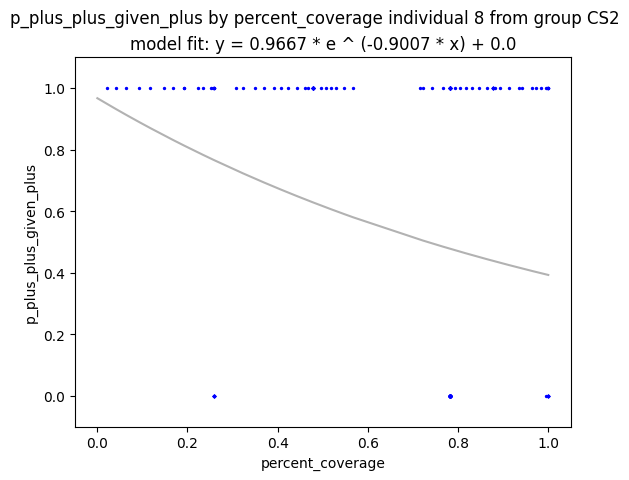 p_plus_plus_given_plus by percent_coverage individual 8 from group CS2
model fit: y = 0.9667 * e ^ (-0.9007 * x) + 0.0
1.0
0.8
0.6
0.4
0.2
0.0
p_plus_plus_given_plus
0.0 0.2 0.4 0.6 0.8 1.0
percent_coverage